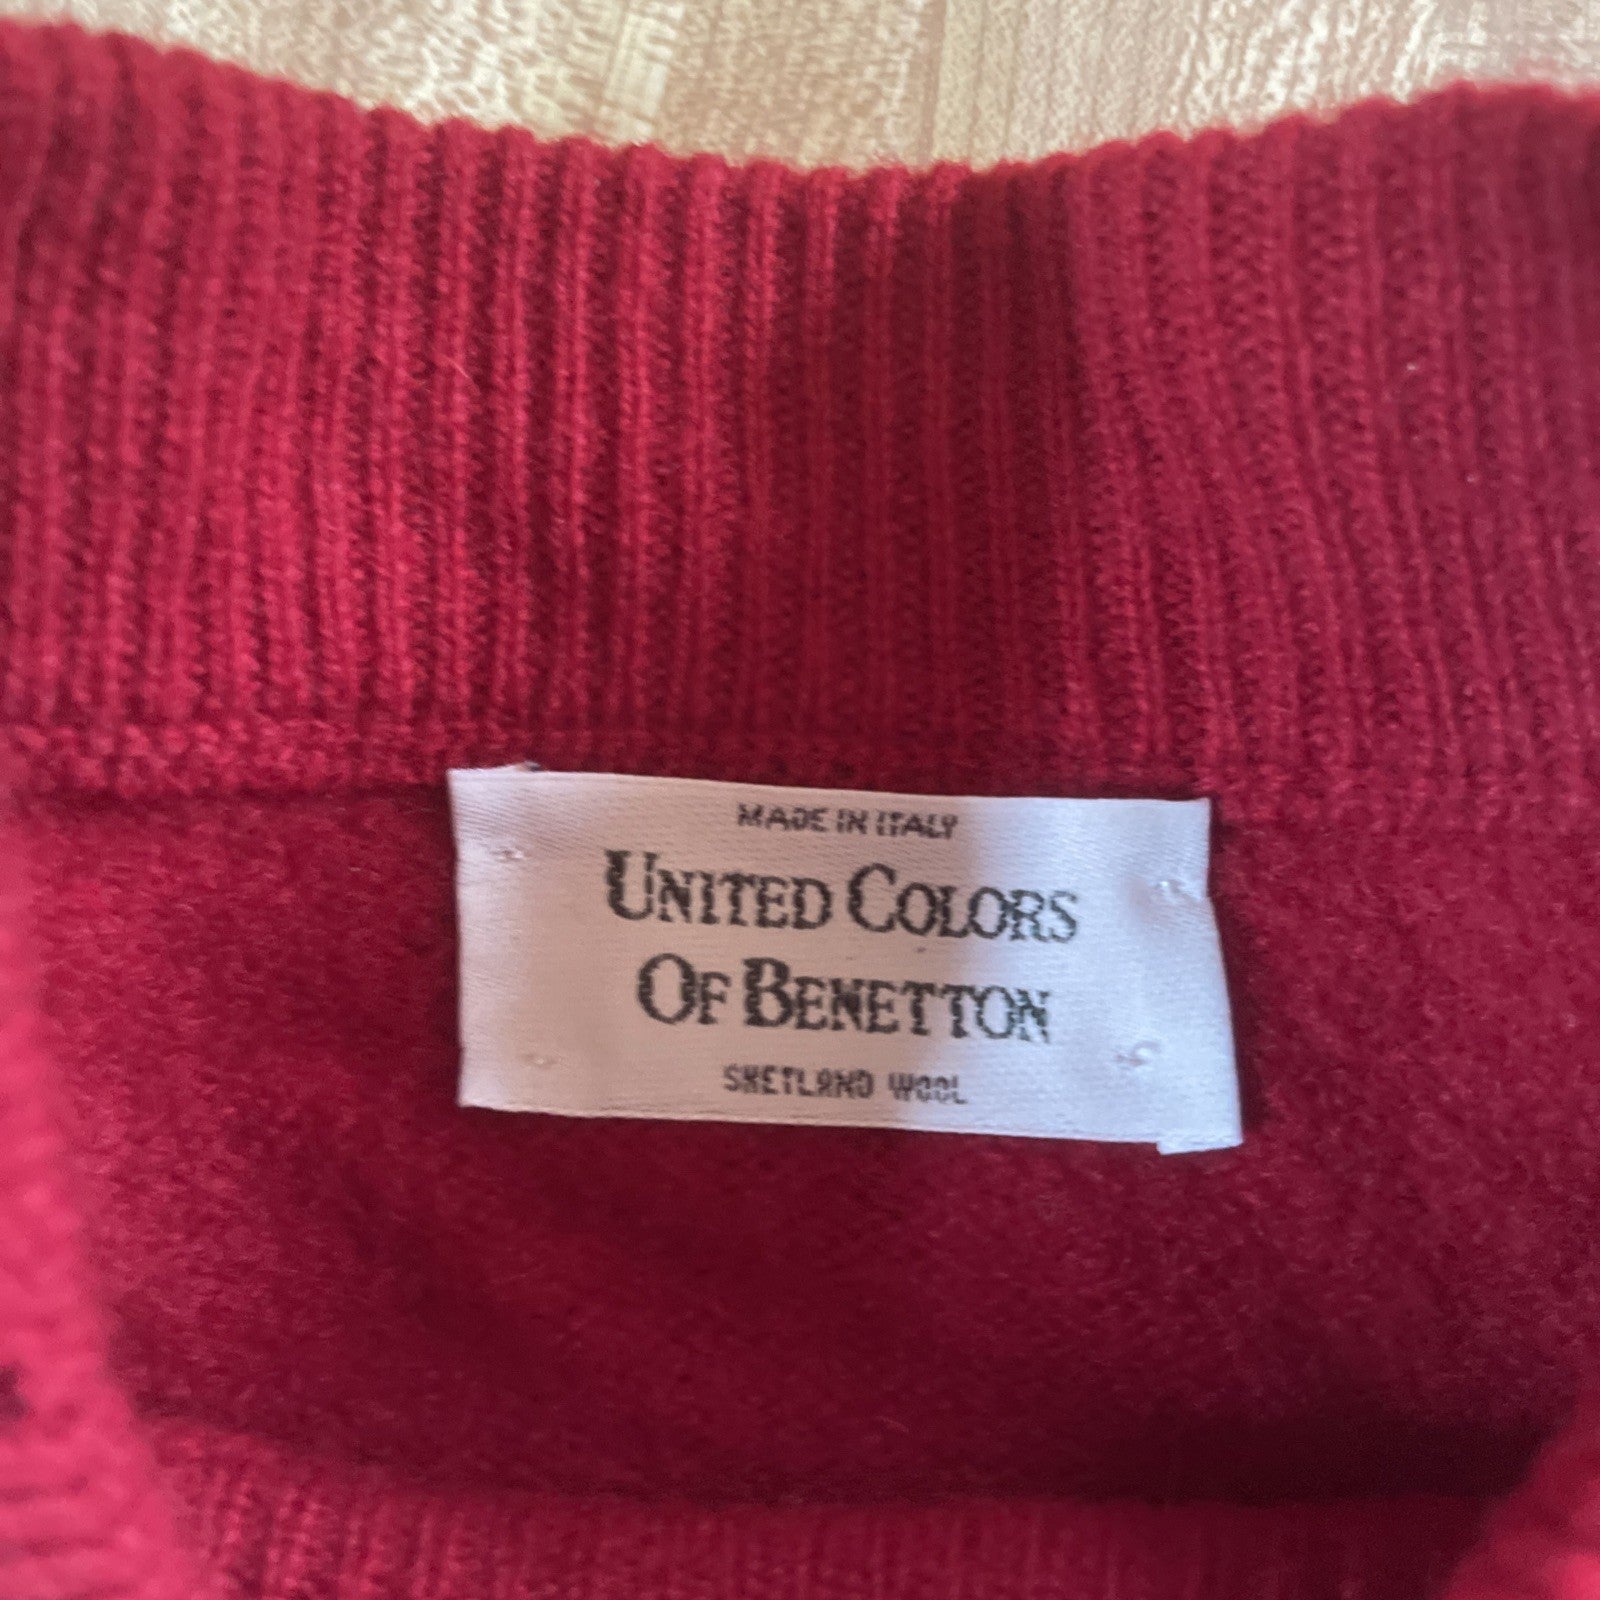 MADE IN ITALY
UNITED COLORS
OF BENETTON
SHETLAND WOOL